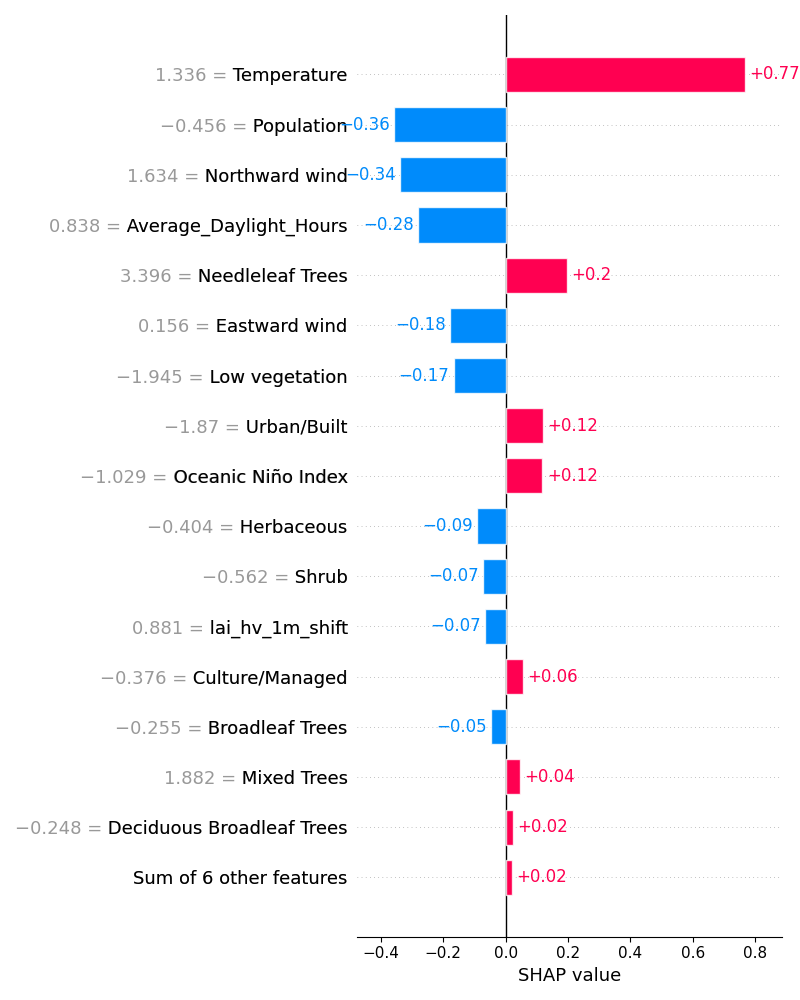 1.336 = Temperature +0.77
−0.456 = Population −0.36
1.634 = Northward wind −0.34
0.838 = Average_Daylight_Hours −0.28
3.396 = Needleleaf Trees +0.2
0.156 = Eastward wind −0.18
−1.945 = Low vegetation −0.17
−1.87 = Urban/Built +0.12
−1.029 = Oceanic Niño Index +0.12
−0.404 = Herbaceous −0.09
−0.562 = Shrub −0.07
0.881 = lai_hv_1m_shift −0.07
−0.376 = Culture/Managed +0.06
−0.255 = Broadleaf Trees −0.05
1.882 = Mixed Trees +0.04
−0.248 = Deciduous Broadleaf Trees +0.02
Sum of 6 other features +0.02
−0.4 −0.2 0.0 0.2 0.4 0.6 0.8
SHAP value